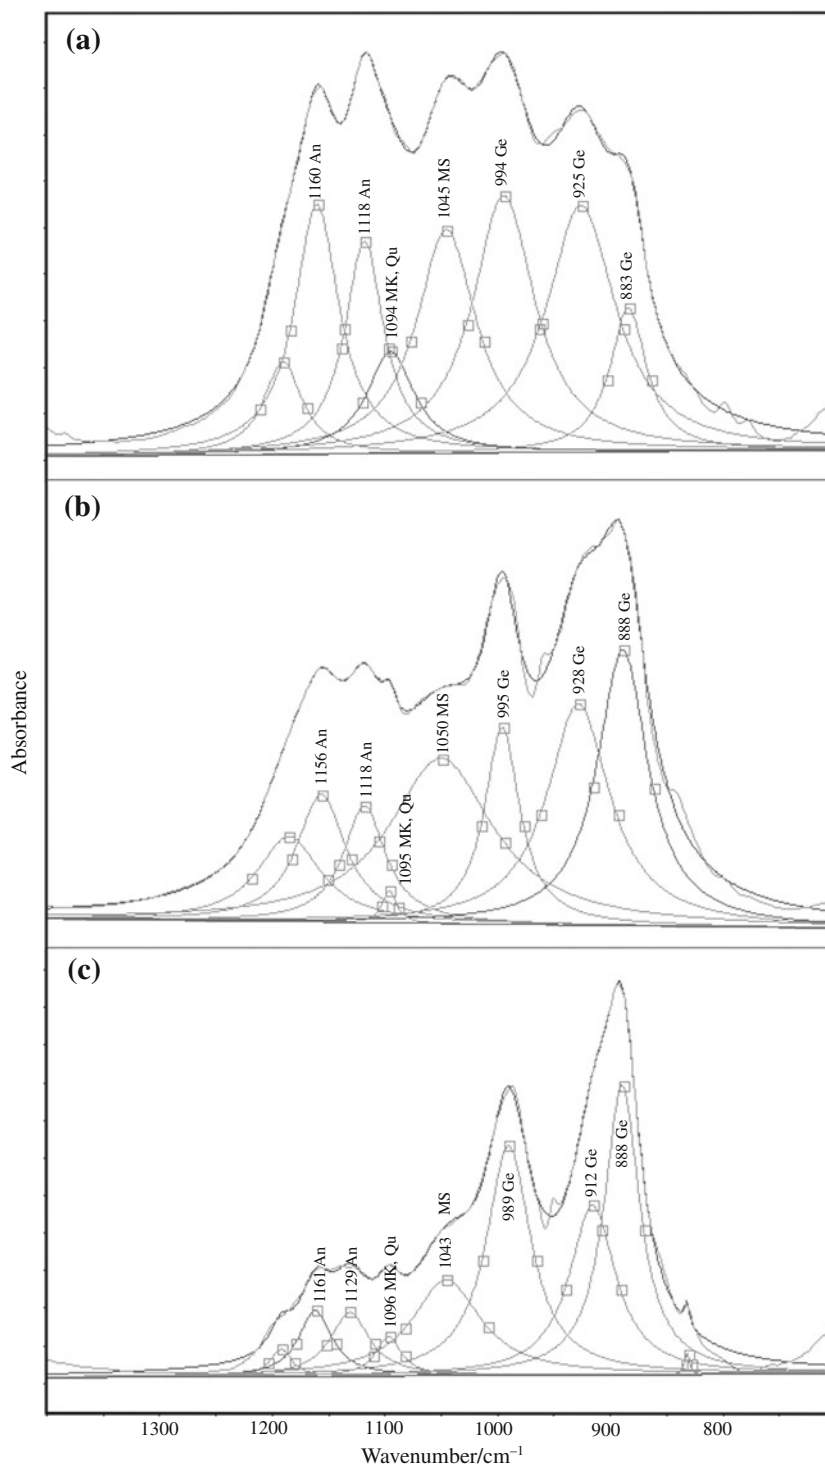 (a)
1160 An
1118 An
1094 MK, Qu
1045 MS
994 Ge
925 Ge
883 Ge
(b)
1156 An
1118 An
1095 MK, Qu
1050 MS
995 Ge
928 Ge
888 Ge
Absorbance
(c)
1161 An
1129 An
1096 MK, Qu
1043 MS
989 Ge
912 Ge
888 Ge
1300 1200 1100 1000 900 800
Wavenumber/cm⁻¹